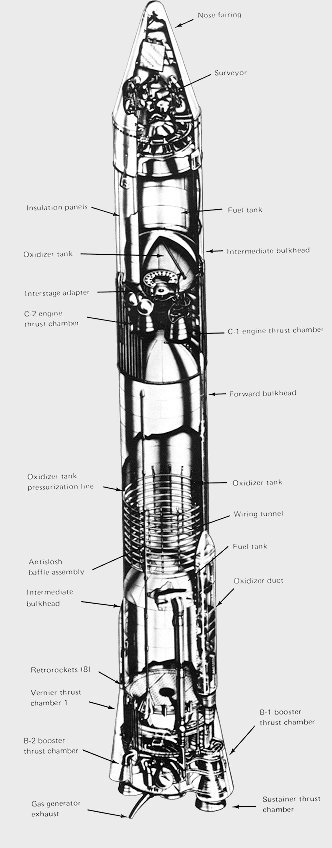 Nose fairing
Surveyor
Insulation panels
Fuel tank
Oxidizer tank
Intermediate bulkhead
Interstage adapter
C-2 engine
thrust chamber
C-1 engine thrust chamber
Forward bulkhead
Oxidizer tank
pressurization line
Oxidizer tank
Wiring tunnel
Fuel tank
Antislosh
baffle assembly
Oxidizer duct
Intermediate
bulkhead
Retrorockets (8)
Vernier thrust
chamber 1
B-1 booster
thrust chamber
B-2 booster
thrust chamber
Gas generator
exhaust
Sustainer thrust
chamber